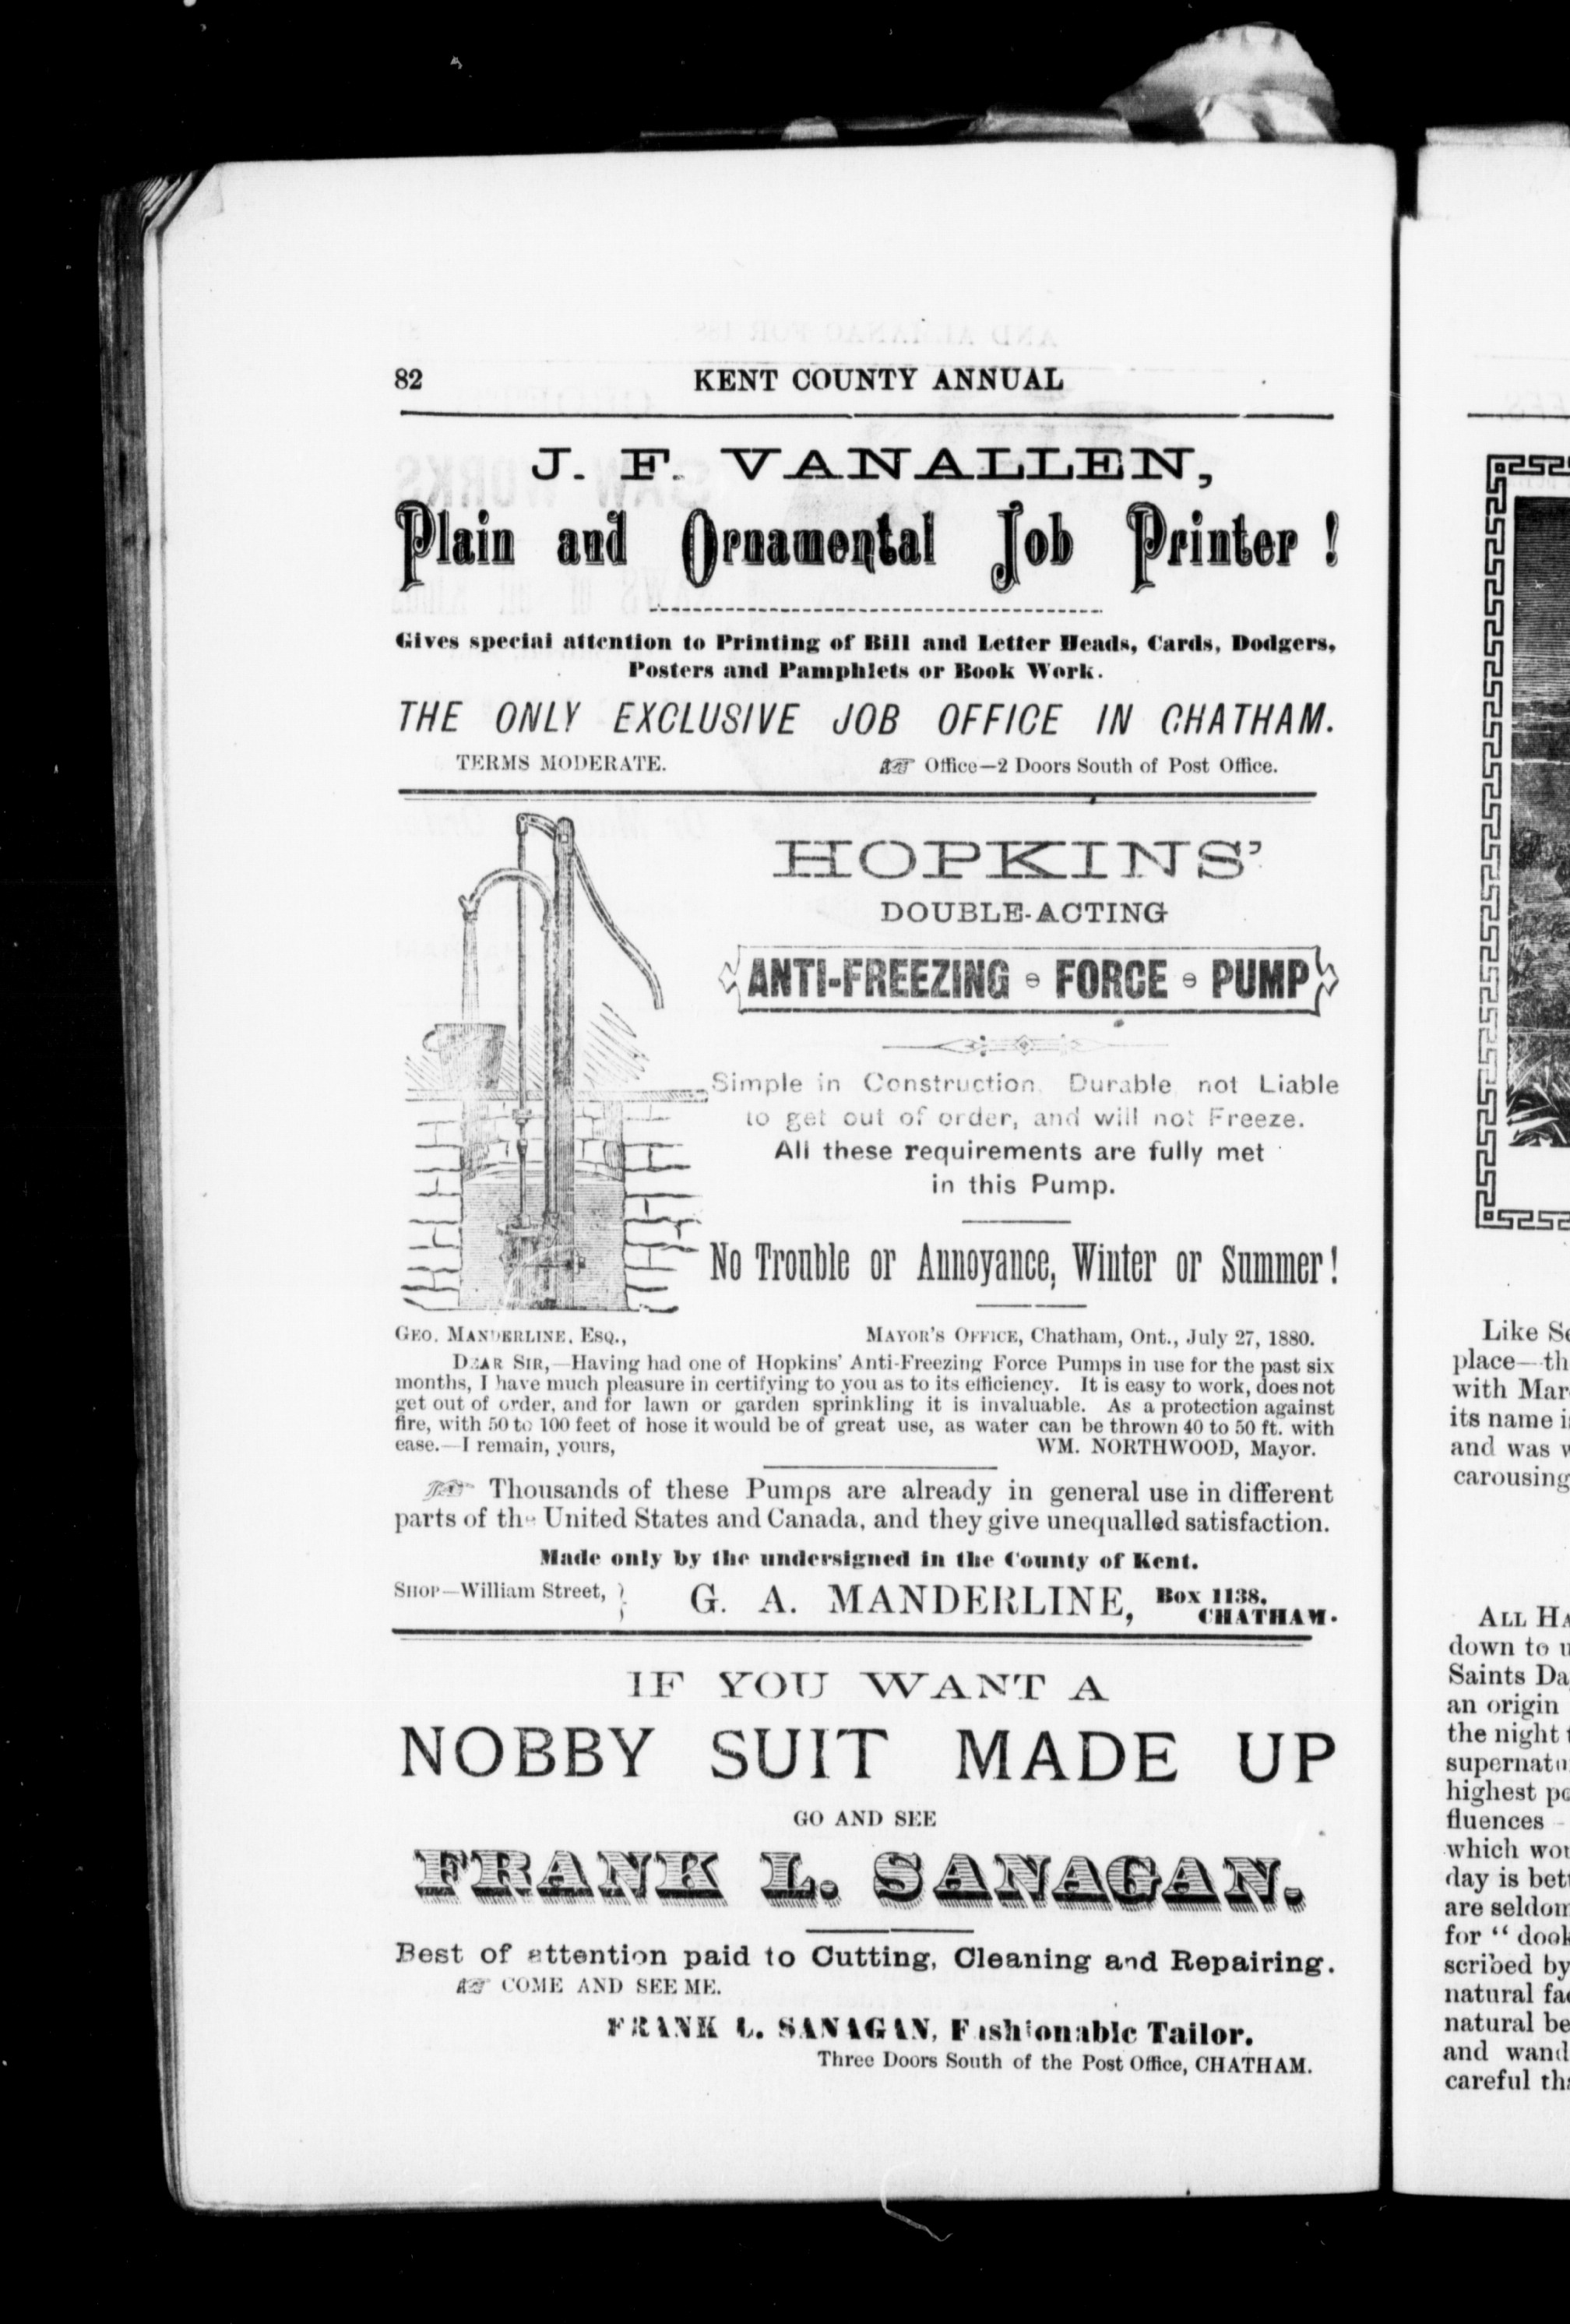 82 KENT COUNTY ANNUAL
J. F. VANALLEN,
Plain and Ornamental Job Printer !
Gives special attention to Printing of Bill and Letter Heads, Cards, Dodgers,
Posters and Pamphlets or Book Work.
THE ONLY EXCLUSIVE JOB OFFICE IN CHATHAM.
TERMS MODERATE. ☞ Office—2 Doors South of Post Office.
HOPKINS'
DOUBLE-ACTING
ANTI-FREEZING FORCE PUMP
Simple in Construction, Durable, not Liable
to get out of order, and will not Freeze.
All these requirements are fully met
in this Pump.
No Trouble or Annoyance, Winter or Summer!
GEO. MANDERLINE, ESQ., MAYOR'S OFFICE, Chatham, Ont., July 27, 1880.
DEAR SIR,—Having had one of Hopkins' Anti-Freezing Force Pumps in use for the past six
months, I have much pleasure in certifying to you as to its efficiency. It is easy to work, does not
get out of order, and for lawn or garden sprinkling it is invaluable. As a protection against
fire, with 50 to 100 feet of hose it would be of great use, as water can be thrown 40 to 50 ft. with
ease.—I remain, yours, WM. NORTHWOOD, Mayor.
☞ Thousands of these Pumps are already in general use in different
parts of the United States and Canada, and they give unequalled satisfaction.
Made only by the undersigned in the County of Kent.
SHOP—William Street, } G. A. MANDERLINE, Box 1138,
CHATHAM.
IF YOU WANT A
NOBBY SUIT MADE UP
GO AND SEE
FRANK L. SANAGAN.
Best of attention paid to Cutting, Cleaning and Repairing.
☞ COME AND SEE ME.
FRANK L. SANAGAN, Fashionable Tailor.
Three Doors South of the Post Office, CHATHAM.
Like
place—
with
its name
and was
carousing
ALL
down to
Saints
an origin
the night
highest
fluences
which
day is
are seldom
for "
scribed by
natural
natural
and
careful